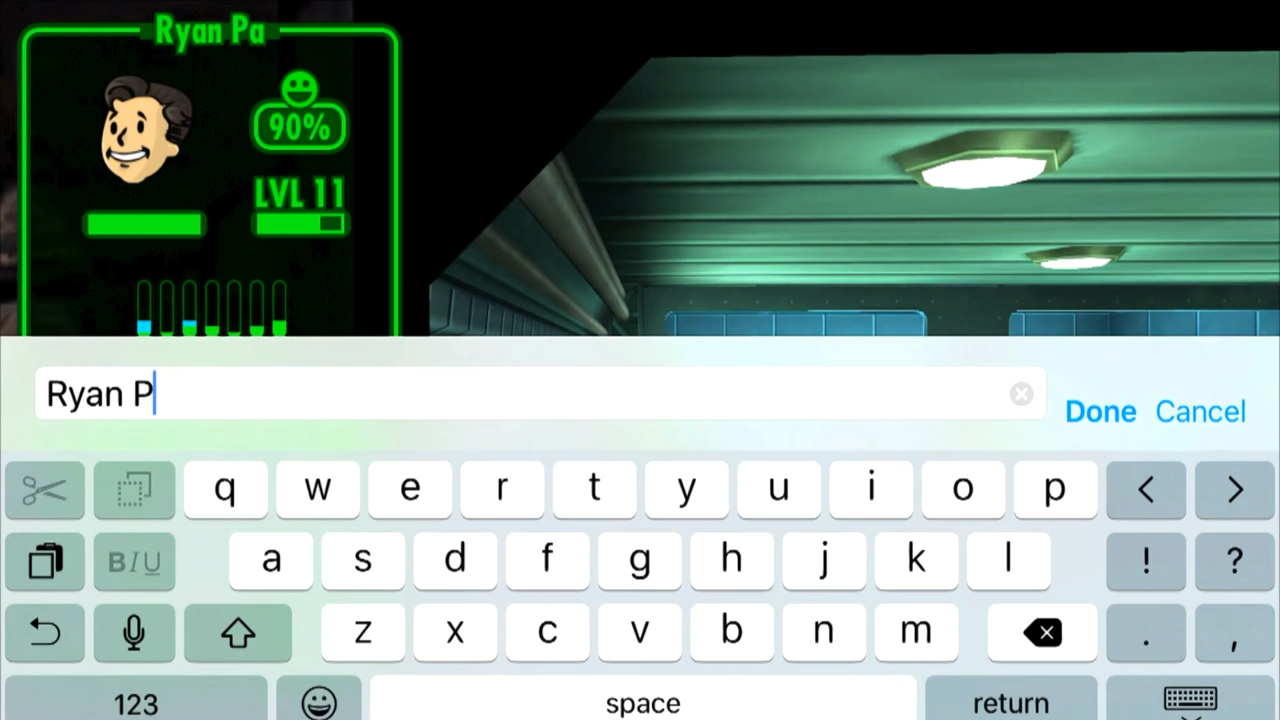 Ryan Pa
90%
LVL 11
Ryan P
Done Cancel
q w e r t y u i o p < >
BIU a s d f g h j k l ! ?
z x c v b n m . ,
123 space return